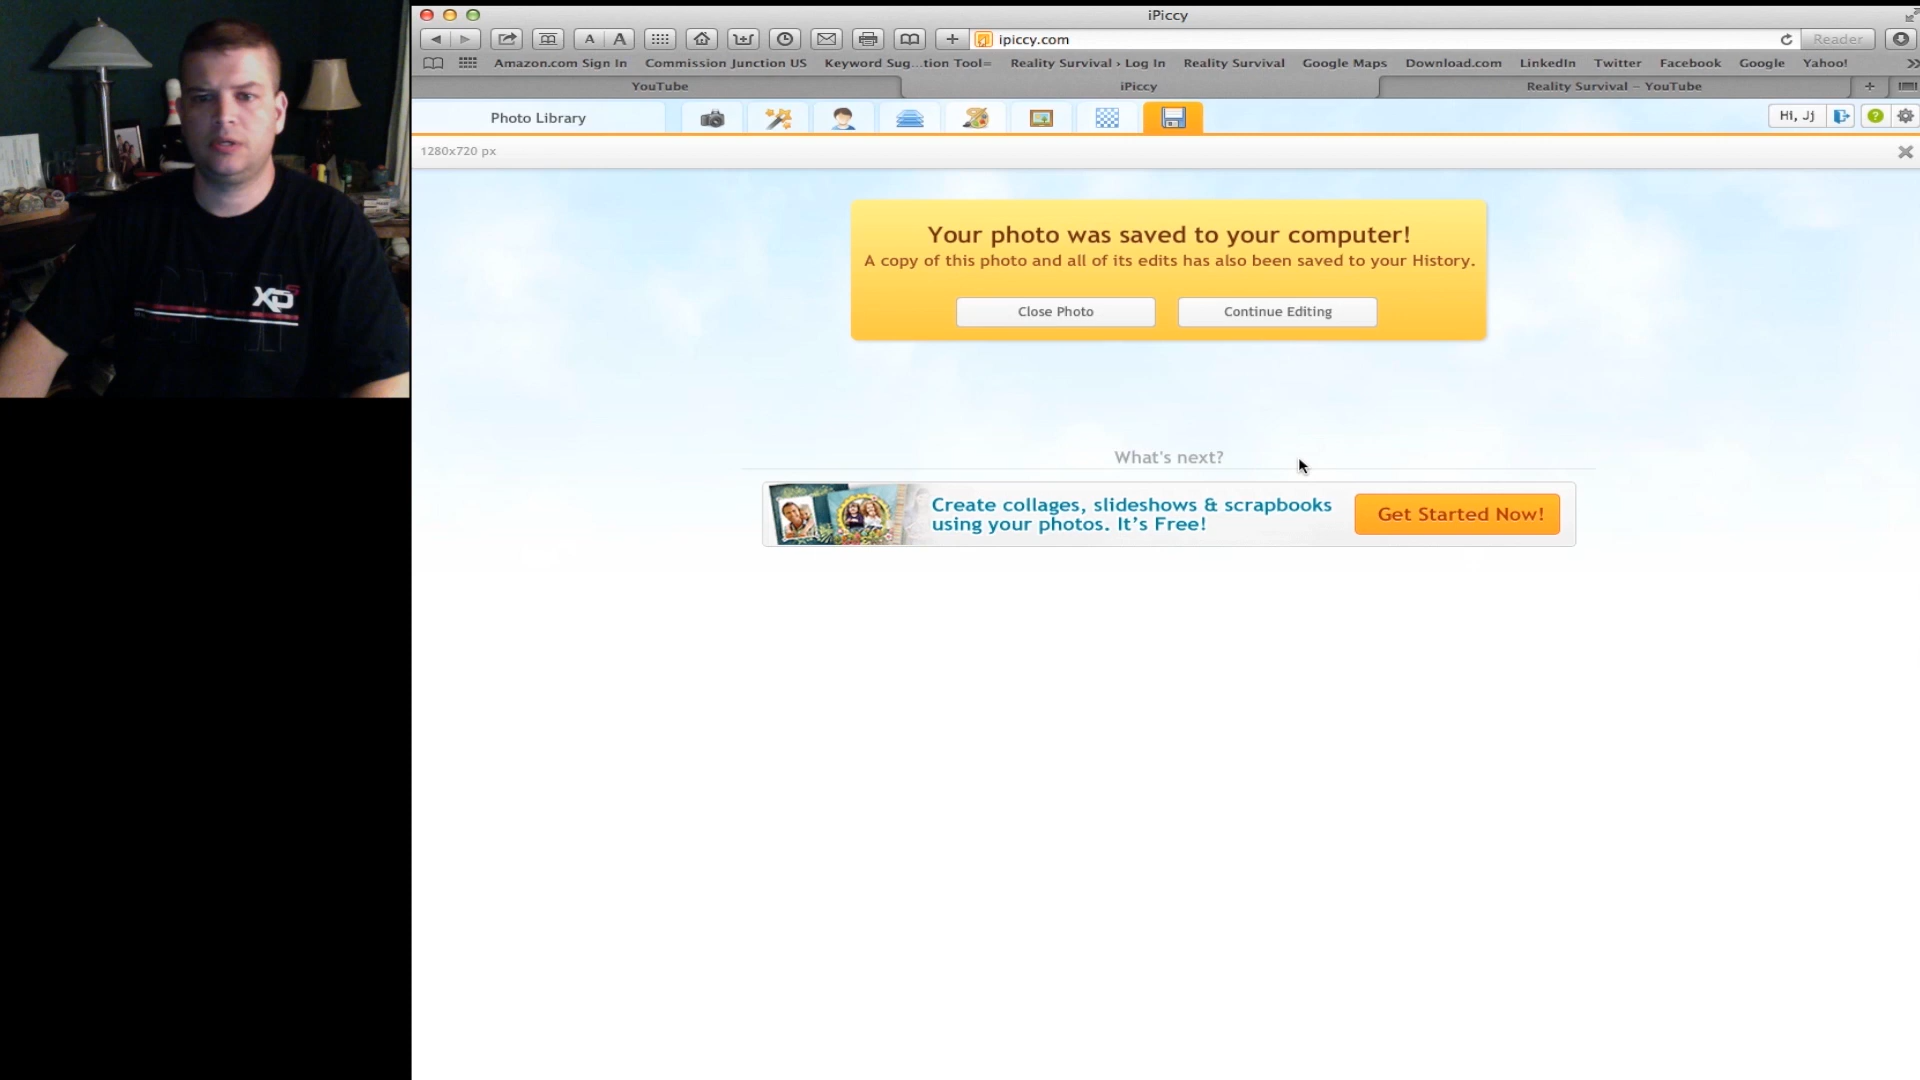 iPiccy
A A
ipiccy.com
Reader
Amazon.com Sign In Commission Junction US Keyword Sug...tion Tool= Reality Survival › Log In Reality Survival Google Maps Download.com LinkedIn Twitter Facebook Google Yahoo!
YouTube iPiccy Reality Survival – YouTube
Photo Library
Hi, Jj
1280x720 px
Your photo was saved to your computer!
A copy of this photo and all of its edits has also been saved to your History.
Close Photo Continue Editing
What's next?
Create collages, slideshows & scrapbooks
using your photos. It's Free!
Get Started Now!
XPS